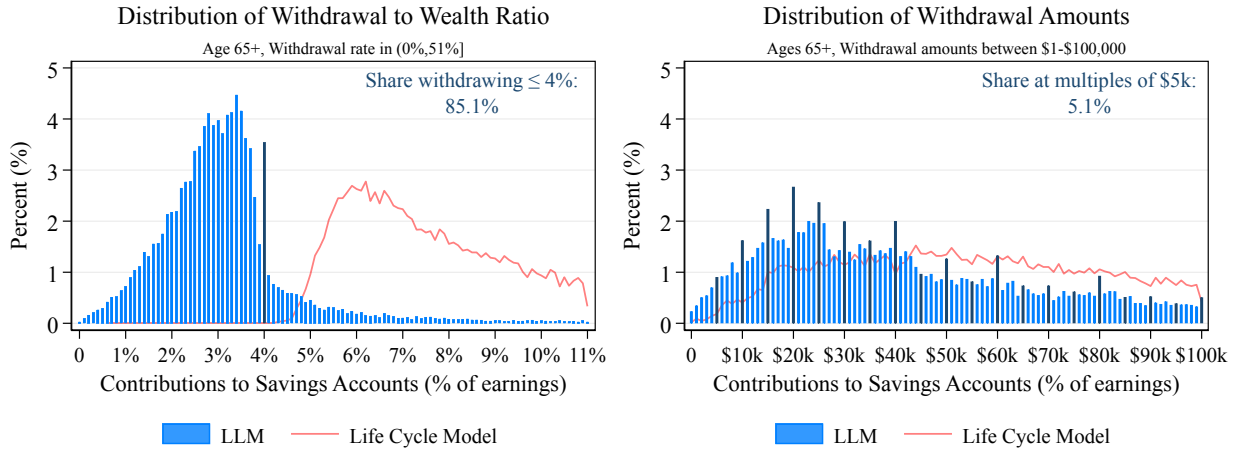 Distribution of Withdrawal to Wealth Ratio
Age 65+, Withdrawal rate in (0%,51%]
Share withdrawing ≤ 4%:
85.1%
Percent (%)
5
4
3
2
1
0
0 1% 2% 3% 4% 5% 6% 7% 8% 9% 10% 11%
Contributions to Savings Accounts (% of earnings)
LLM Life Cycle Model
Distribution of Withdrawal Amounts
Ages 65+, Withdrawal amounts between $1-$100,000
Share at multiples of $5k:
5.1%
Percent (%)
5
4
3
2
1
0
0 $10k $20k $30k $40k $50k $60k $70k $80k $90k $100k
Contributions to Savings Accounts (% of earnings)
LLM Life Cycle Model